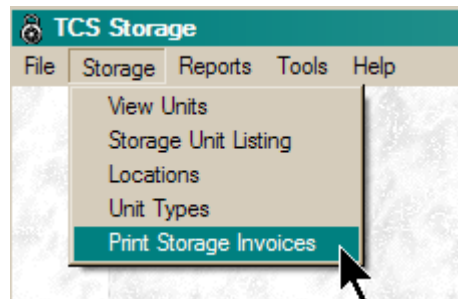 TCS Storage
File Storage Reports Tools Help
View Units
Storage Unit Listing
Locations
Unit Types
Print Storage Invoices